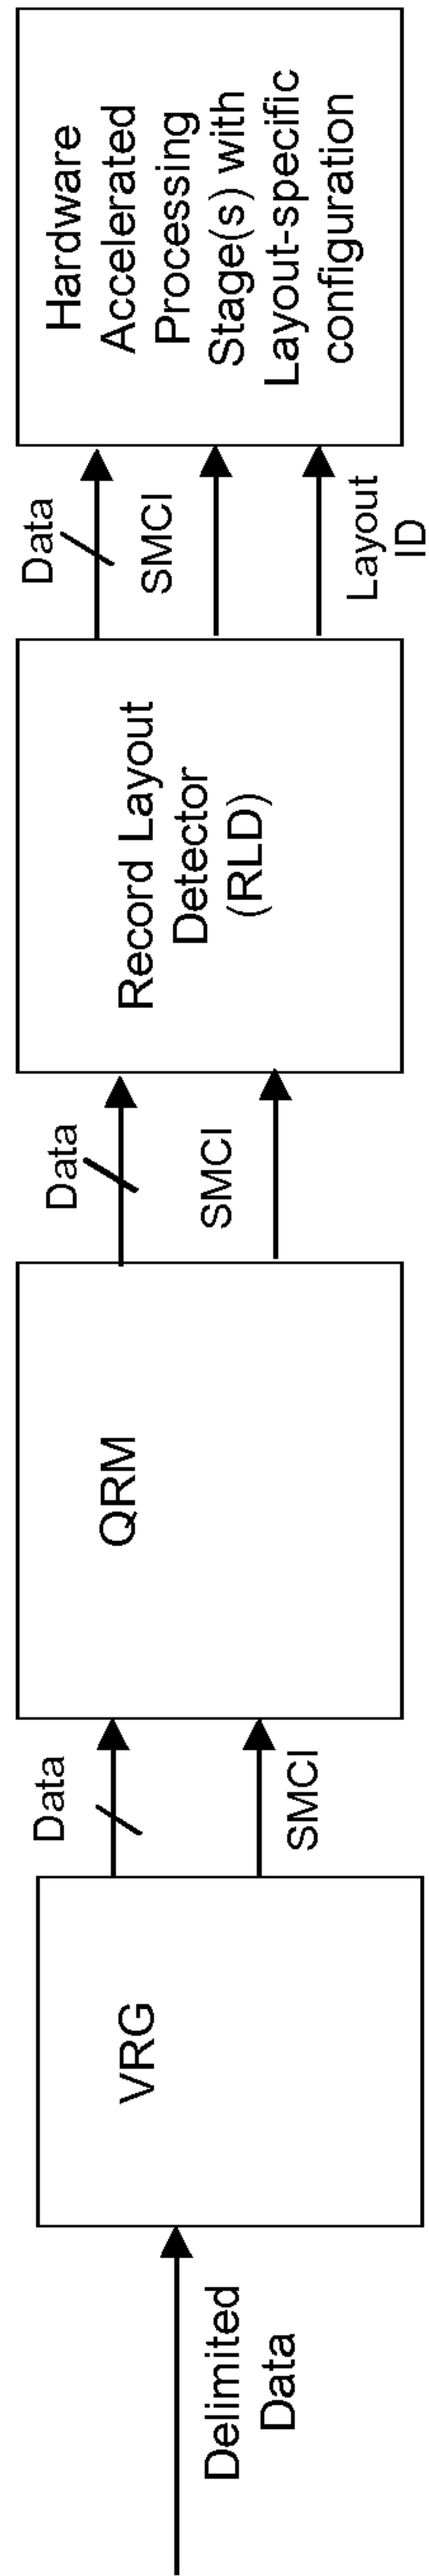 Delimited
Data
VRG
Data
SMCI
QRM
Data
SMCI
Record Layout
Detector
(RLD)
Data
SMCI
Layout
ID
Hardware
Accelerated
Processing
Stage(s) with
Layout-specific
configuration